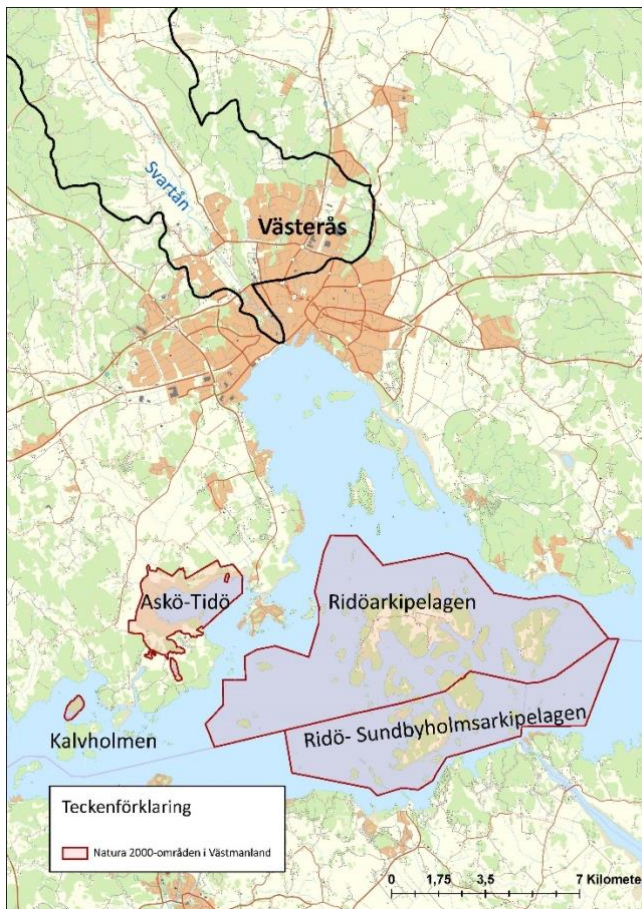 Svartån
Västerås
Askö-Tidö
Ridöarkipelagen
Kalvholmen
Ridö- Sundbyholmsarkipelagen
Teckenförklaring
Natura 2000-områden i Västmanland
0 1,75 3,5 7 Kilomete